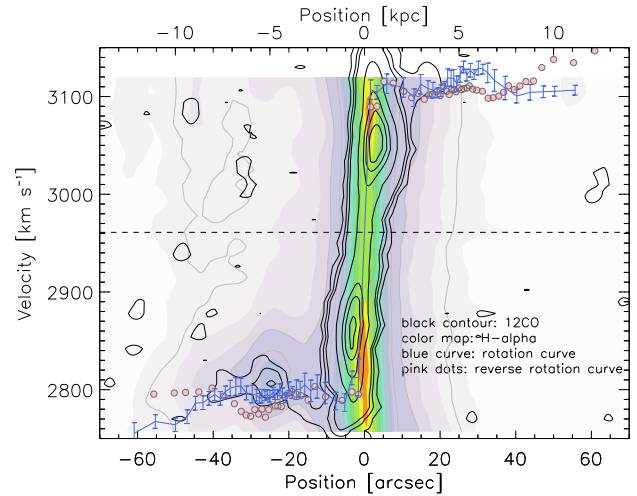 Position [kpc]
−10 −5 0 5 10
3100
3000
2900
2800
Velocity [km s⁻¹]
black contour: 12CO
color map: H-alpha
blue curve: rotation curve
pink dots: reverse rotation curve
−60 −40 −20 0 20 40 60
Position [arcsec]